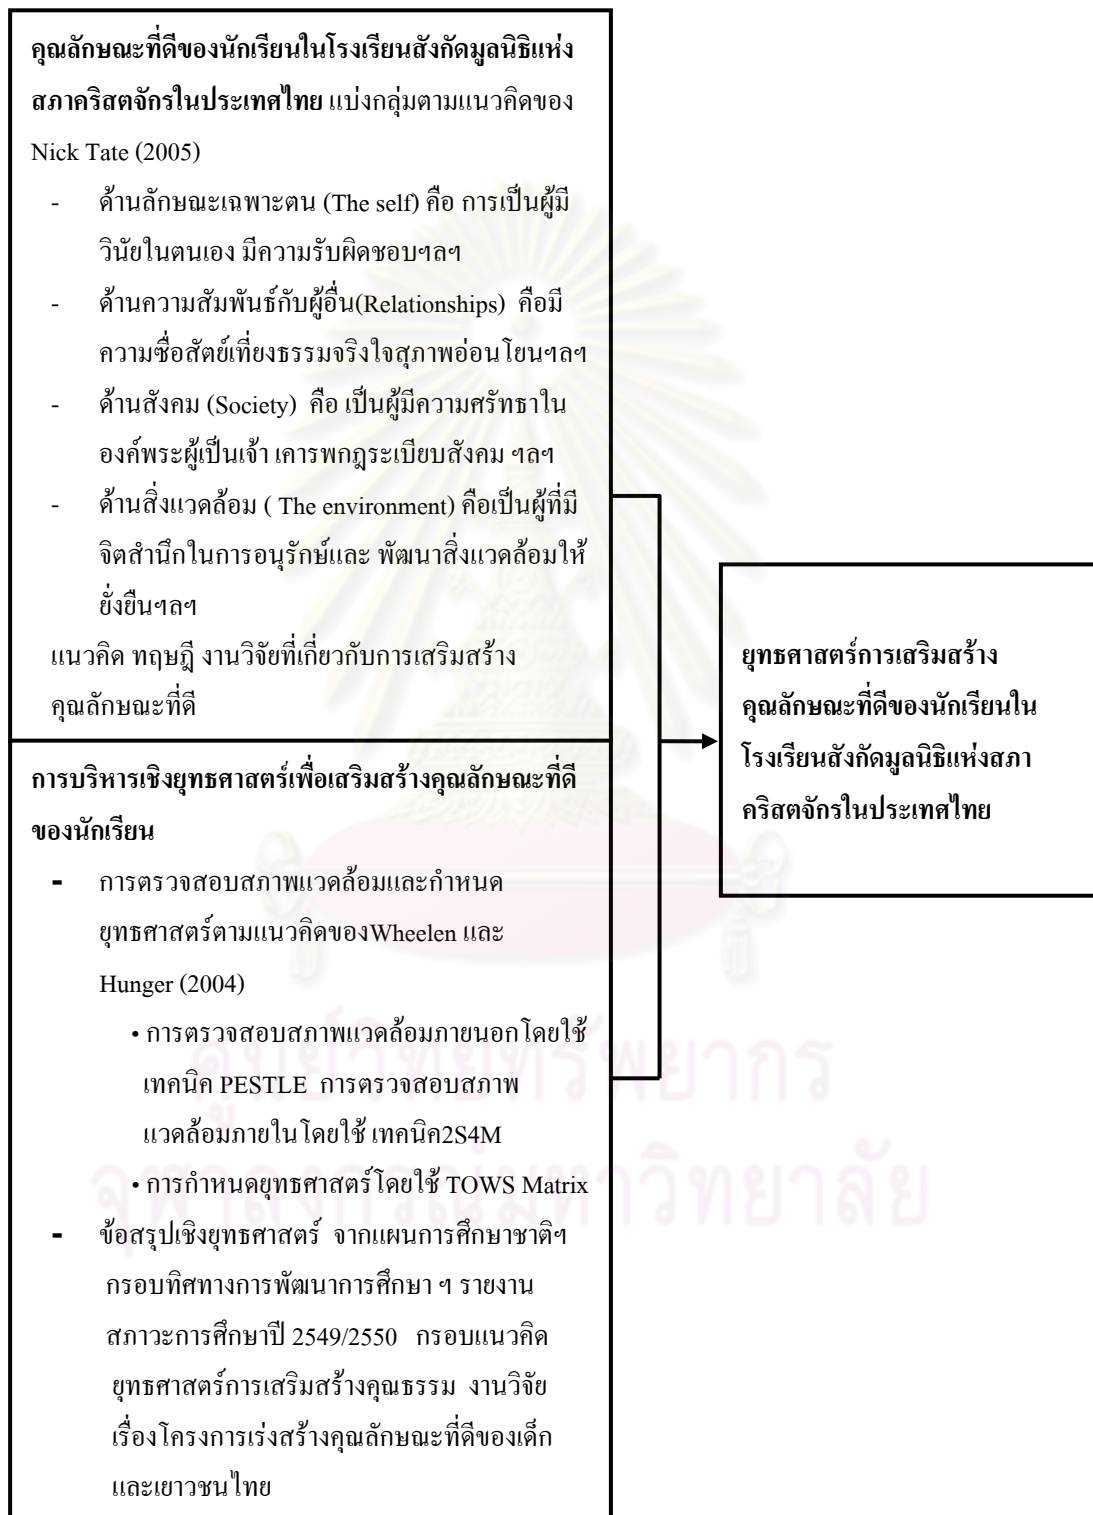 คุณลักษณะที่ดีของนักเรียนในโรงเรียนสังกัดมูลนิธิแห่ง
สภาคริสตจักรในประเทศไทย แบ่งกลุ่มตามแนวคิดของ
Nick Tate (2005)
- ด้านลักษณะเฉพาะตน (The self) คือ การเป็นผู้มี
วินัยในตนเอง มีความรับผิดชอบฯลฯ
- ด้านความสัมพันธ์กับผู้อื่น(Relationships) คือมี
ความซื่อสัตย์เที่ยงธรรมจริงใจสุภาพอ่อนโยนฯลฯ
- ด้านสังคม (Society) คือ เป็นผู้มีความศรัทธาใน
องค์พระผู้เป็นเจ้า เคารพกฎระเบียบสังคม ฯลฯ
- ด้านสิ่งแวดล้อม ( The environment) คือเป็นผู้ที่มี
จิตสำนึกในการอนุรักษ์และ พัฒนาสิ่งแวดล้อมให้
ยั่งยืนฯลฯ
แนวคิด ทฤษฎี งานวิจัยที่เกี่ยวกับการเสริมสร้าง
คุณลักษณะที่ดี
การบริหารเชิงยุทธศาสตร์เพื่อเสริมสร้างคุณลักษณะที่ดี
ของนักเรียน
- การตรวจสอบสภาพแวดล้อมและกำหนด
ยุทธศาสตร์ตามแนวคิดของWheelen และ
Hunger (2004)
• การตรวจสอบสภาพแวดล้อมภายนอกโดยใช้
เทคนิค PESTLE การตรวจสอบสภาพ
แวดล้อมภายในโดยใช้ เทคนิค2S4M
• การกำหนดยุทธศาสตร์โดยใช้ TOWS Matrix
- ข้อสรุปเชิงยุทธศาสตร์ จากแผนการศึกษาชาติฯ
กรอบทิศทางการพัฒนาการศึกษา ฯ รายงาน
สภาวะการศึกษาปี 2549/2550 กรอบแนวคิด
ยุทธศาสตร์การเสริมสร้างคุณธรรม งานวิจัย
เรื่องโครงการเร่งสร้างคุณลักษณะที่ดีของเด็ก
และเยาวชนไทย
ยุทธศาสตร์การเสริมสร้าง
คุณลักษณะที่ดีของนักเรียนใน
โรงเรียนสังกัดมูลนิธิแห่งสภา
คริสตจักรในประเทศไทย
ศูนย์วิทยทรัพยากร
จุฬาลงกรณ์มหาวิทยาลัย